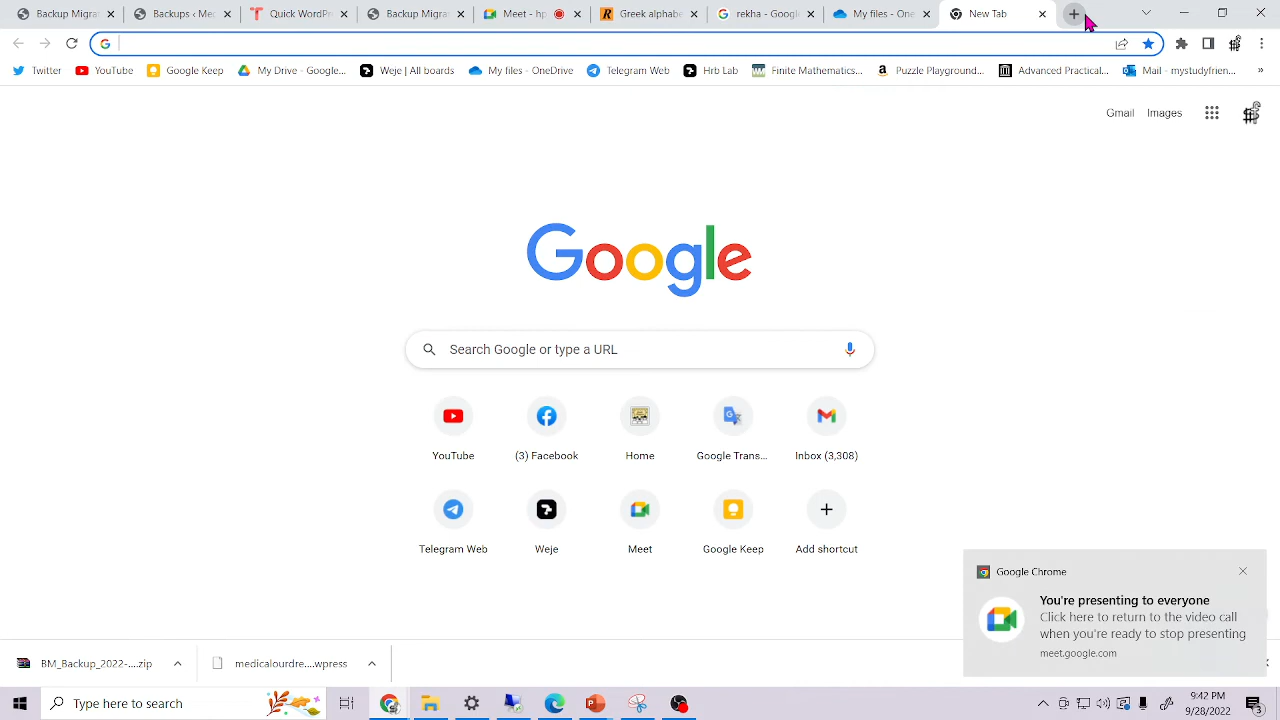 Backup Migrat
Backups ‹ Med
Quick WordPr
Backup Migra
Meet - hp
Greek alphabe
rekha - Google
My files - One
New Tab
Twitter
YouTube
Google Keep
My Drive - Google...
Weje | All boards
My files - OneDrive
Telegram Web
Hrb Lab
Finite Mathematics...
Puzzle Playground...
Advanced Practical...
Mail - mystudyfrien...
»
Gmail
Images
Google
Search Google or type a URL
YouTube
(3) Facebook
Home
Google Trans...
Inbox (3,308)
Telegram Web
Weje
Meet
Google Keep
Add shortcut
Google Chrome
You're presenting to everyone
Click here to return to the video call
when you're ready to stop presenting
meet.google.com
BM_Backup_2022-....zip
medicalourdre....wpress
Type here to search
9:42 PM
9/28/2022
3